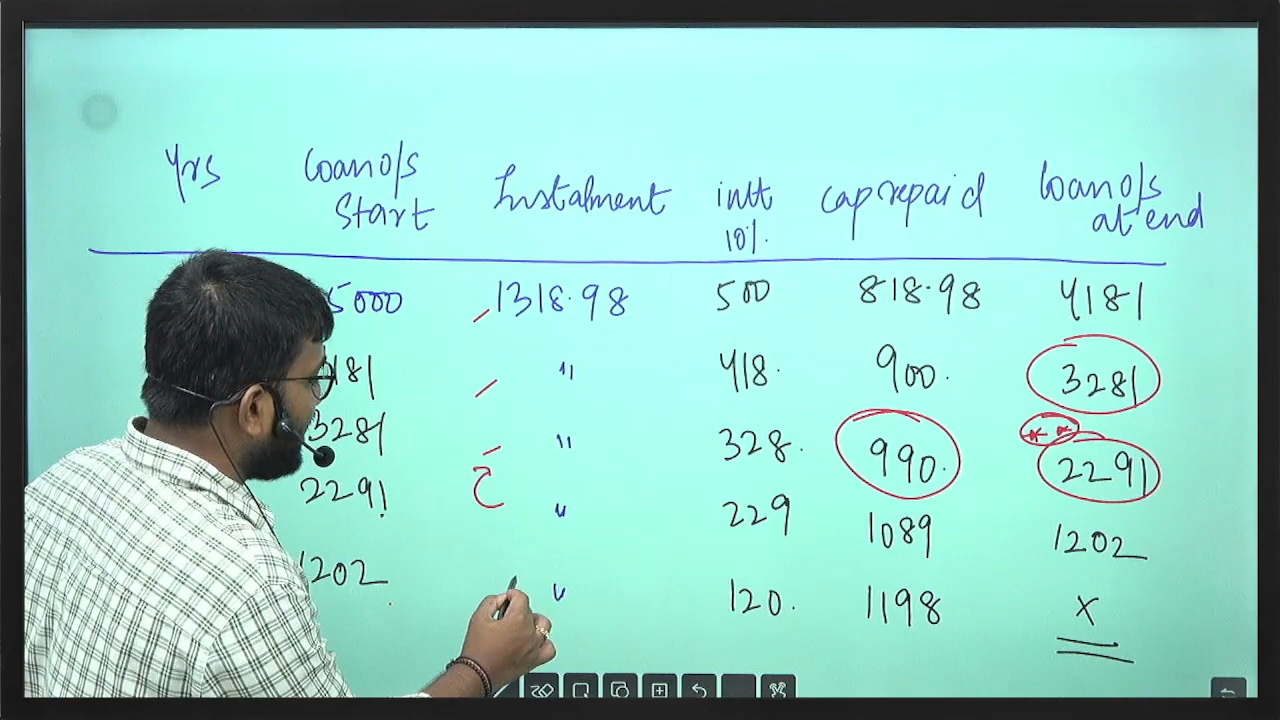 Yrs Loan o/s Start Instalment intt 10%. cap repaid Loan o/s at end
5000 1318.98 500 818.98 4181
181 " 418. 900. 3281
3281 " 328. 990. 2291
2291 " 229 1089 1202
1202 " 120. 1198 x